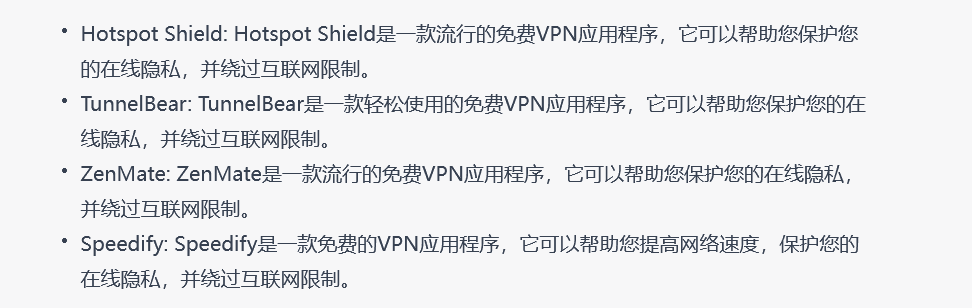 • Hotspot Shield: Hotspot Shield是一款流行的免费VPN应用程序，它可以帮助您保护您
的在线隐私，并绕过互联网限制。
• TunnelBear: TunnelBear是一款轻松使用的免费VPN应用程序，它可以帮助您保护您的在
线隐私，并绕过互联网限制。
• ZenMate: ZenMate是一款流行的免费VPN应用程序，它可以帮助您保护您的在线隐私，
并绕过互联网限制。
• Speedify: Speedify是一款免费的VPN应用程序，它可以帮助您提高网络速度，保护您的
在线隐私，并绕过互联网限制。